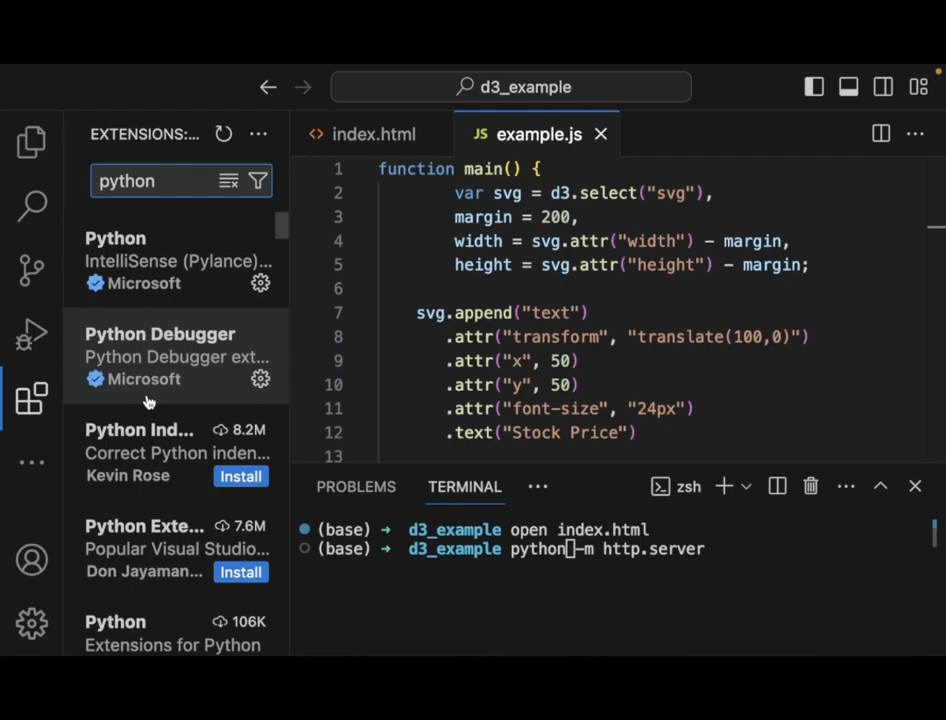 d3_example
EXTENSIONS:...
python
Python
IntelliSense (Pylance)...
Microsoft
Python Debugger
Python Debugger ext...
Microsoft
Python Ind... 8.2M
Correct Python inden...
Kevin Rose Install
Python Exte... 7.6M
Popular Visual Studio...
Don Jayaman... Install
Python 106K
Extensions for Python
<> index.html
JS example.js
1 function main() {
2 var svg = d3.select("svg"),
3 margin = 200,
4 width = svg.attr("width") - margin,
5 height = svg.attr("height") - margin;
6
7 svg.append("text")
8 .attr("transform", "translate(100,0)")
9 .attr("x", 50)
10 .attr("y", 50)
11 .attr("font-size", "24px")
12 .text("Stock Price")
13
PROBLEMS TERMINAL ... zsh
(base) → d3_example open index.html
(base) → d3_example python -m http.server